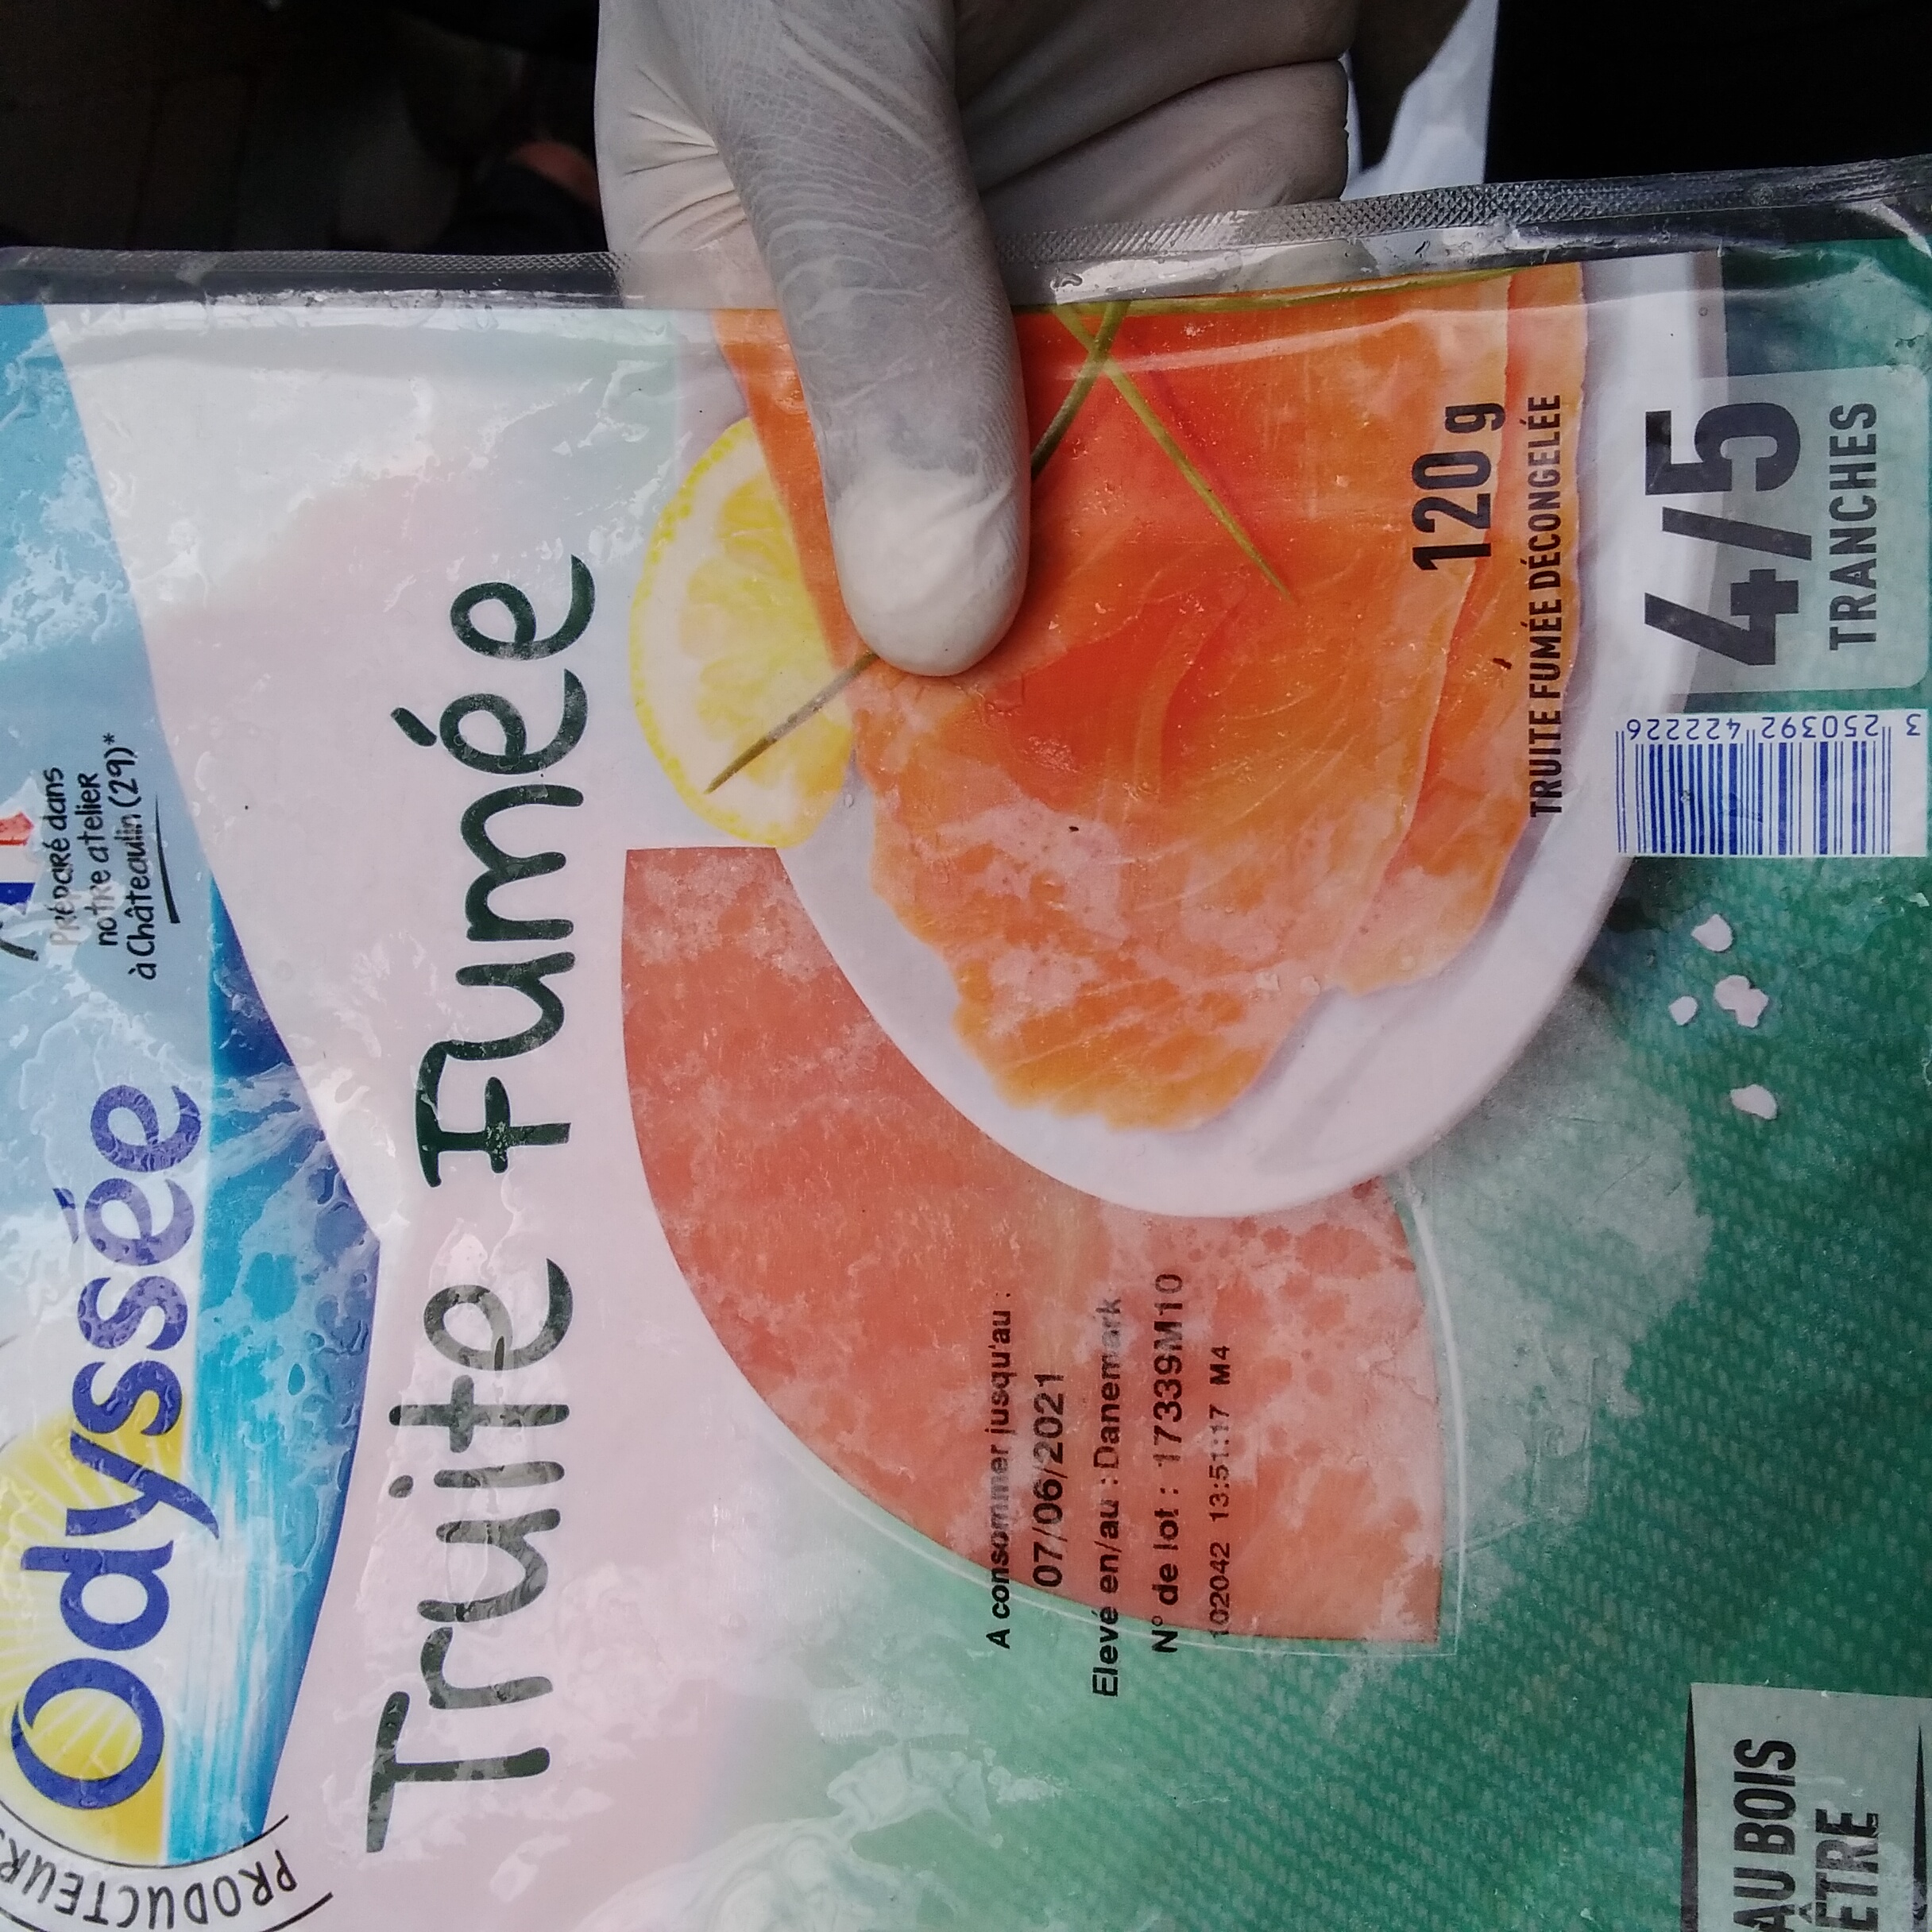 Préparé dans
notre atelier
à Châteaulin (29)*
Odyssée
PRODUCTEURS
Truite Fumée
A consommer jusqu'au :
07/06/2021
Elevé en/au : Danemark
N° de lot : 17339M10
102042 13:51:17 M4
120 g
TRUITE FUMÉE DÉCONGELÉE
4/5
TRANCHES
3 250392 422226
AU BOIS